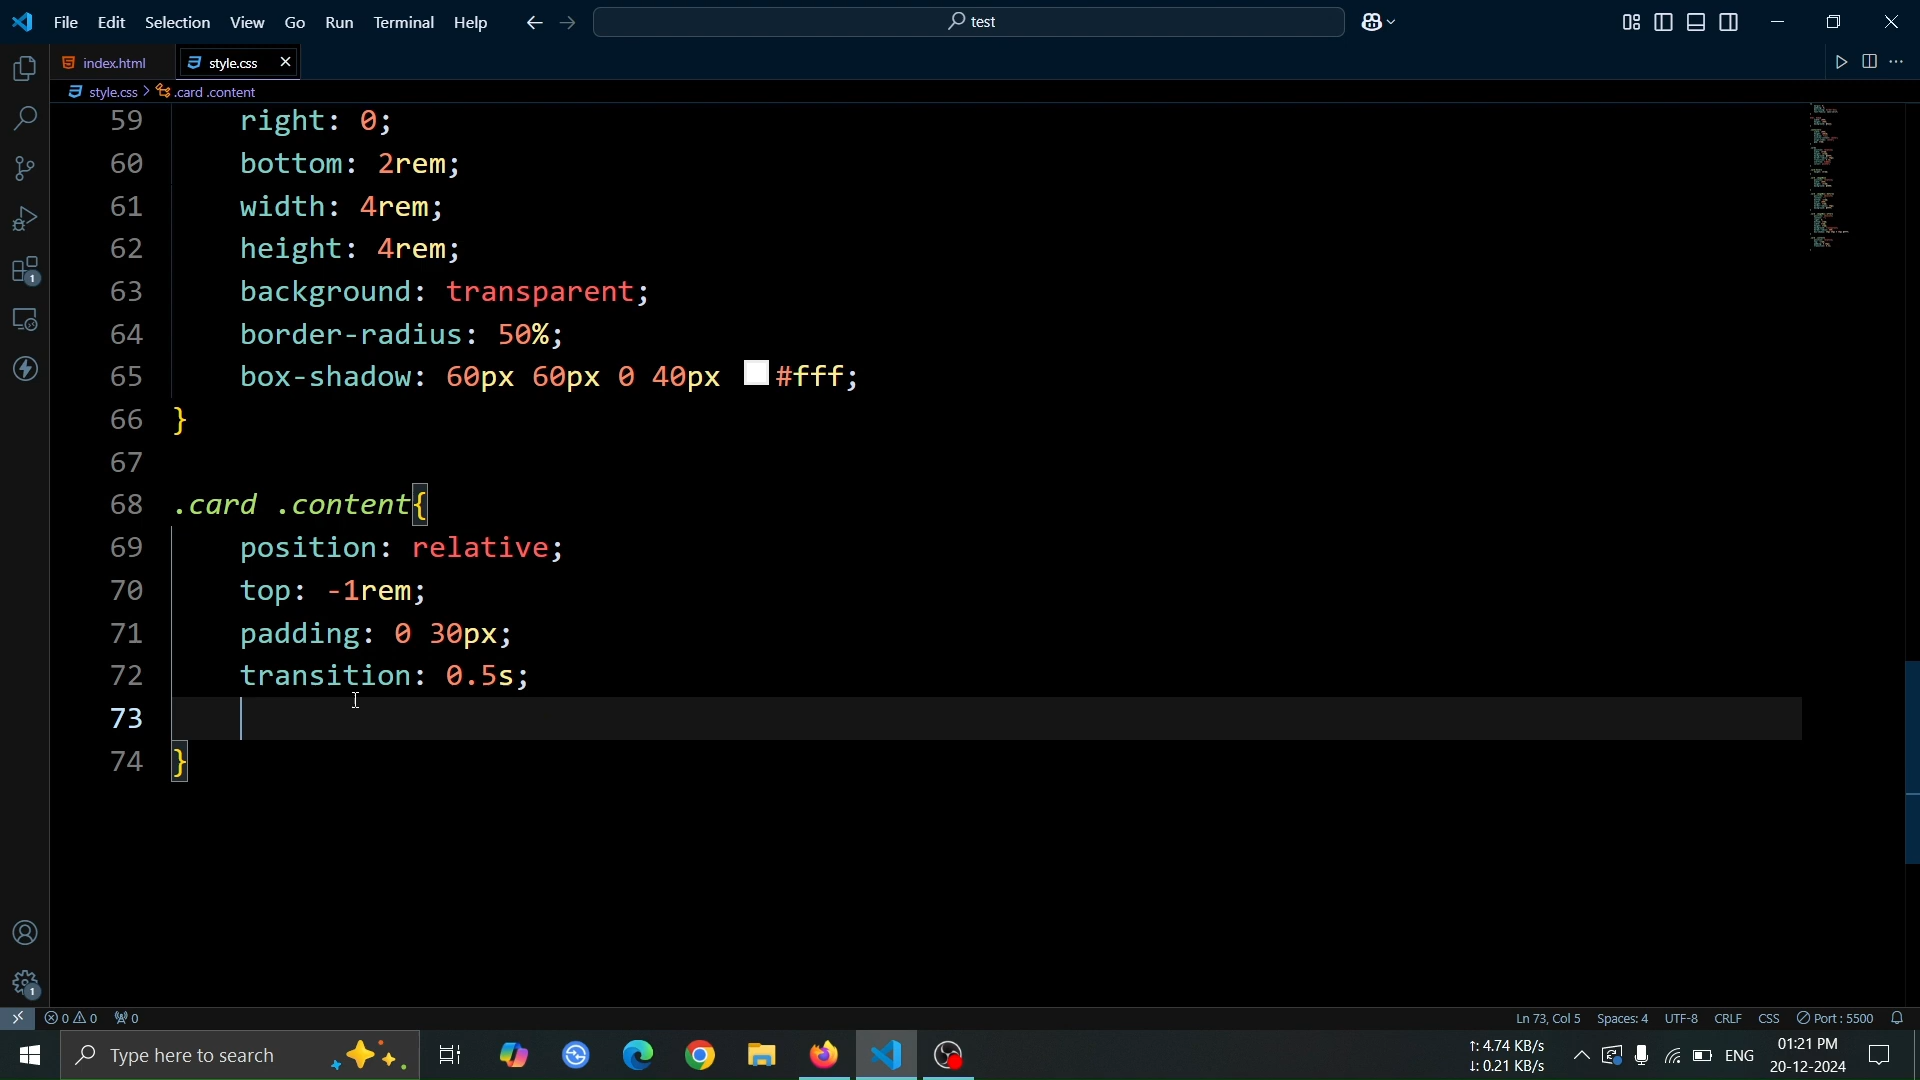 File Edit Selection View Go Run Terminal Help
test
index.html
style.css
style.css > .card .content
59 right: 0;
60 bottom: 2rem;
61 width: 4rem;
62 height: 4rem;
63 background: transparent;
64 border-radius: 50%;
65 box-shadow: 60px 60px 0 40px #fff;
66 }
67
68 .card .content{
69 position: relative;
70 top: -1rem;
71 padding: 0 30px;
72 transition: 0.5s;
73
74 }
1
1
0 0 0
Ln 73, Col 5 Spaces: 4 UTF-8 CRLF CSS Port : 5500
Type here to search
↑: 4.74 KB/s
↓: 0.21 KB/s
ENG
01:21 PM
20-12-2024